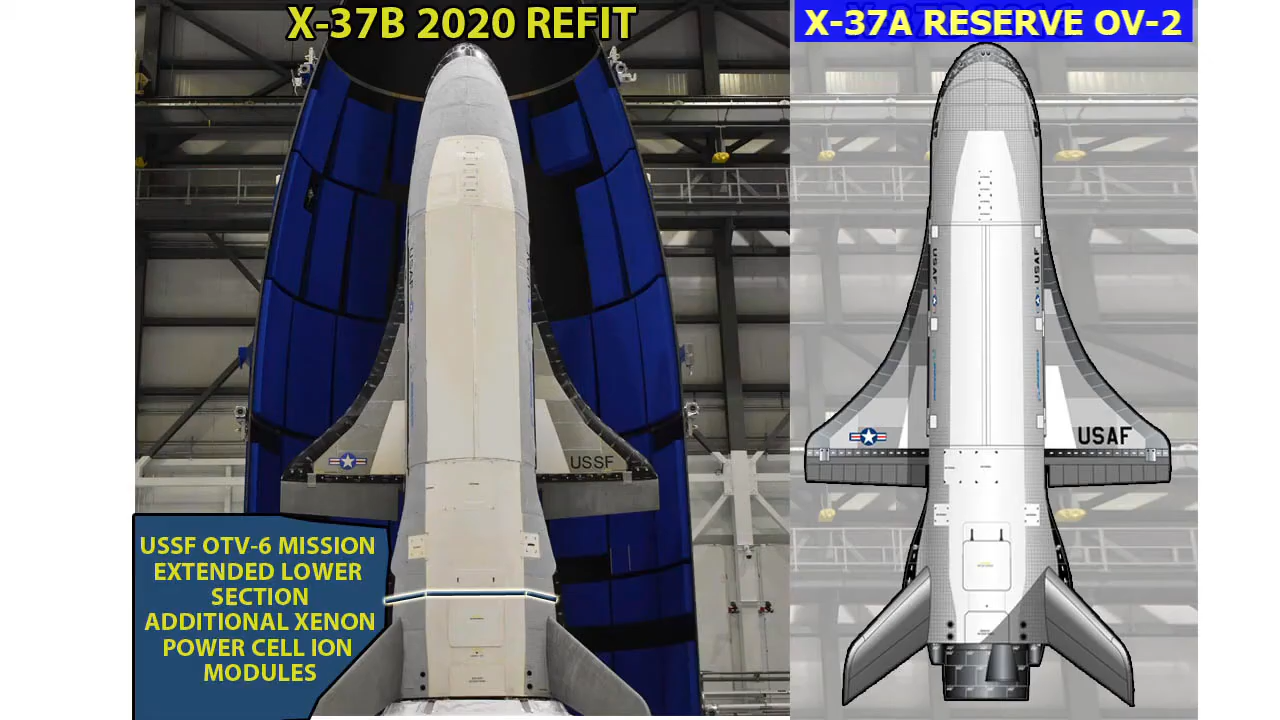 X-37B 2020 REFIT
X-37A RESERVE OV-2
USAF
USAF
USAF
USSF
USSF OTV-6 MISSION
EXTENDED LOWER
SECTION
ADDITIONAL XENON
POWER CELL ION
MODULES